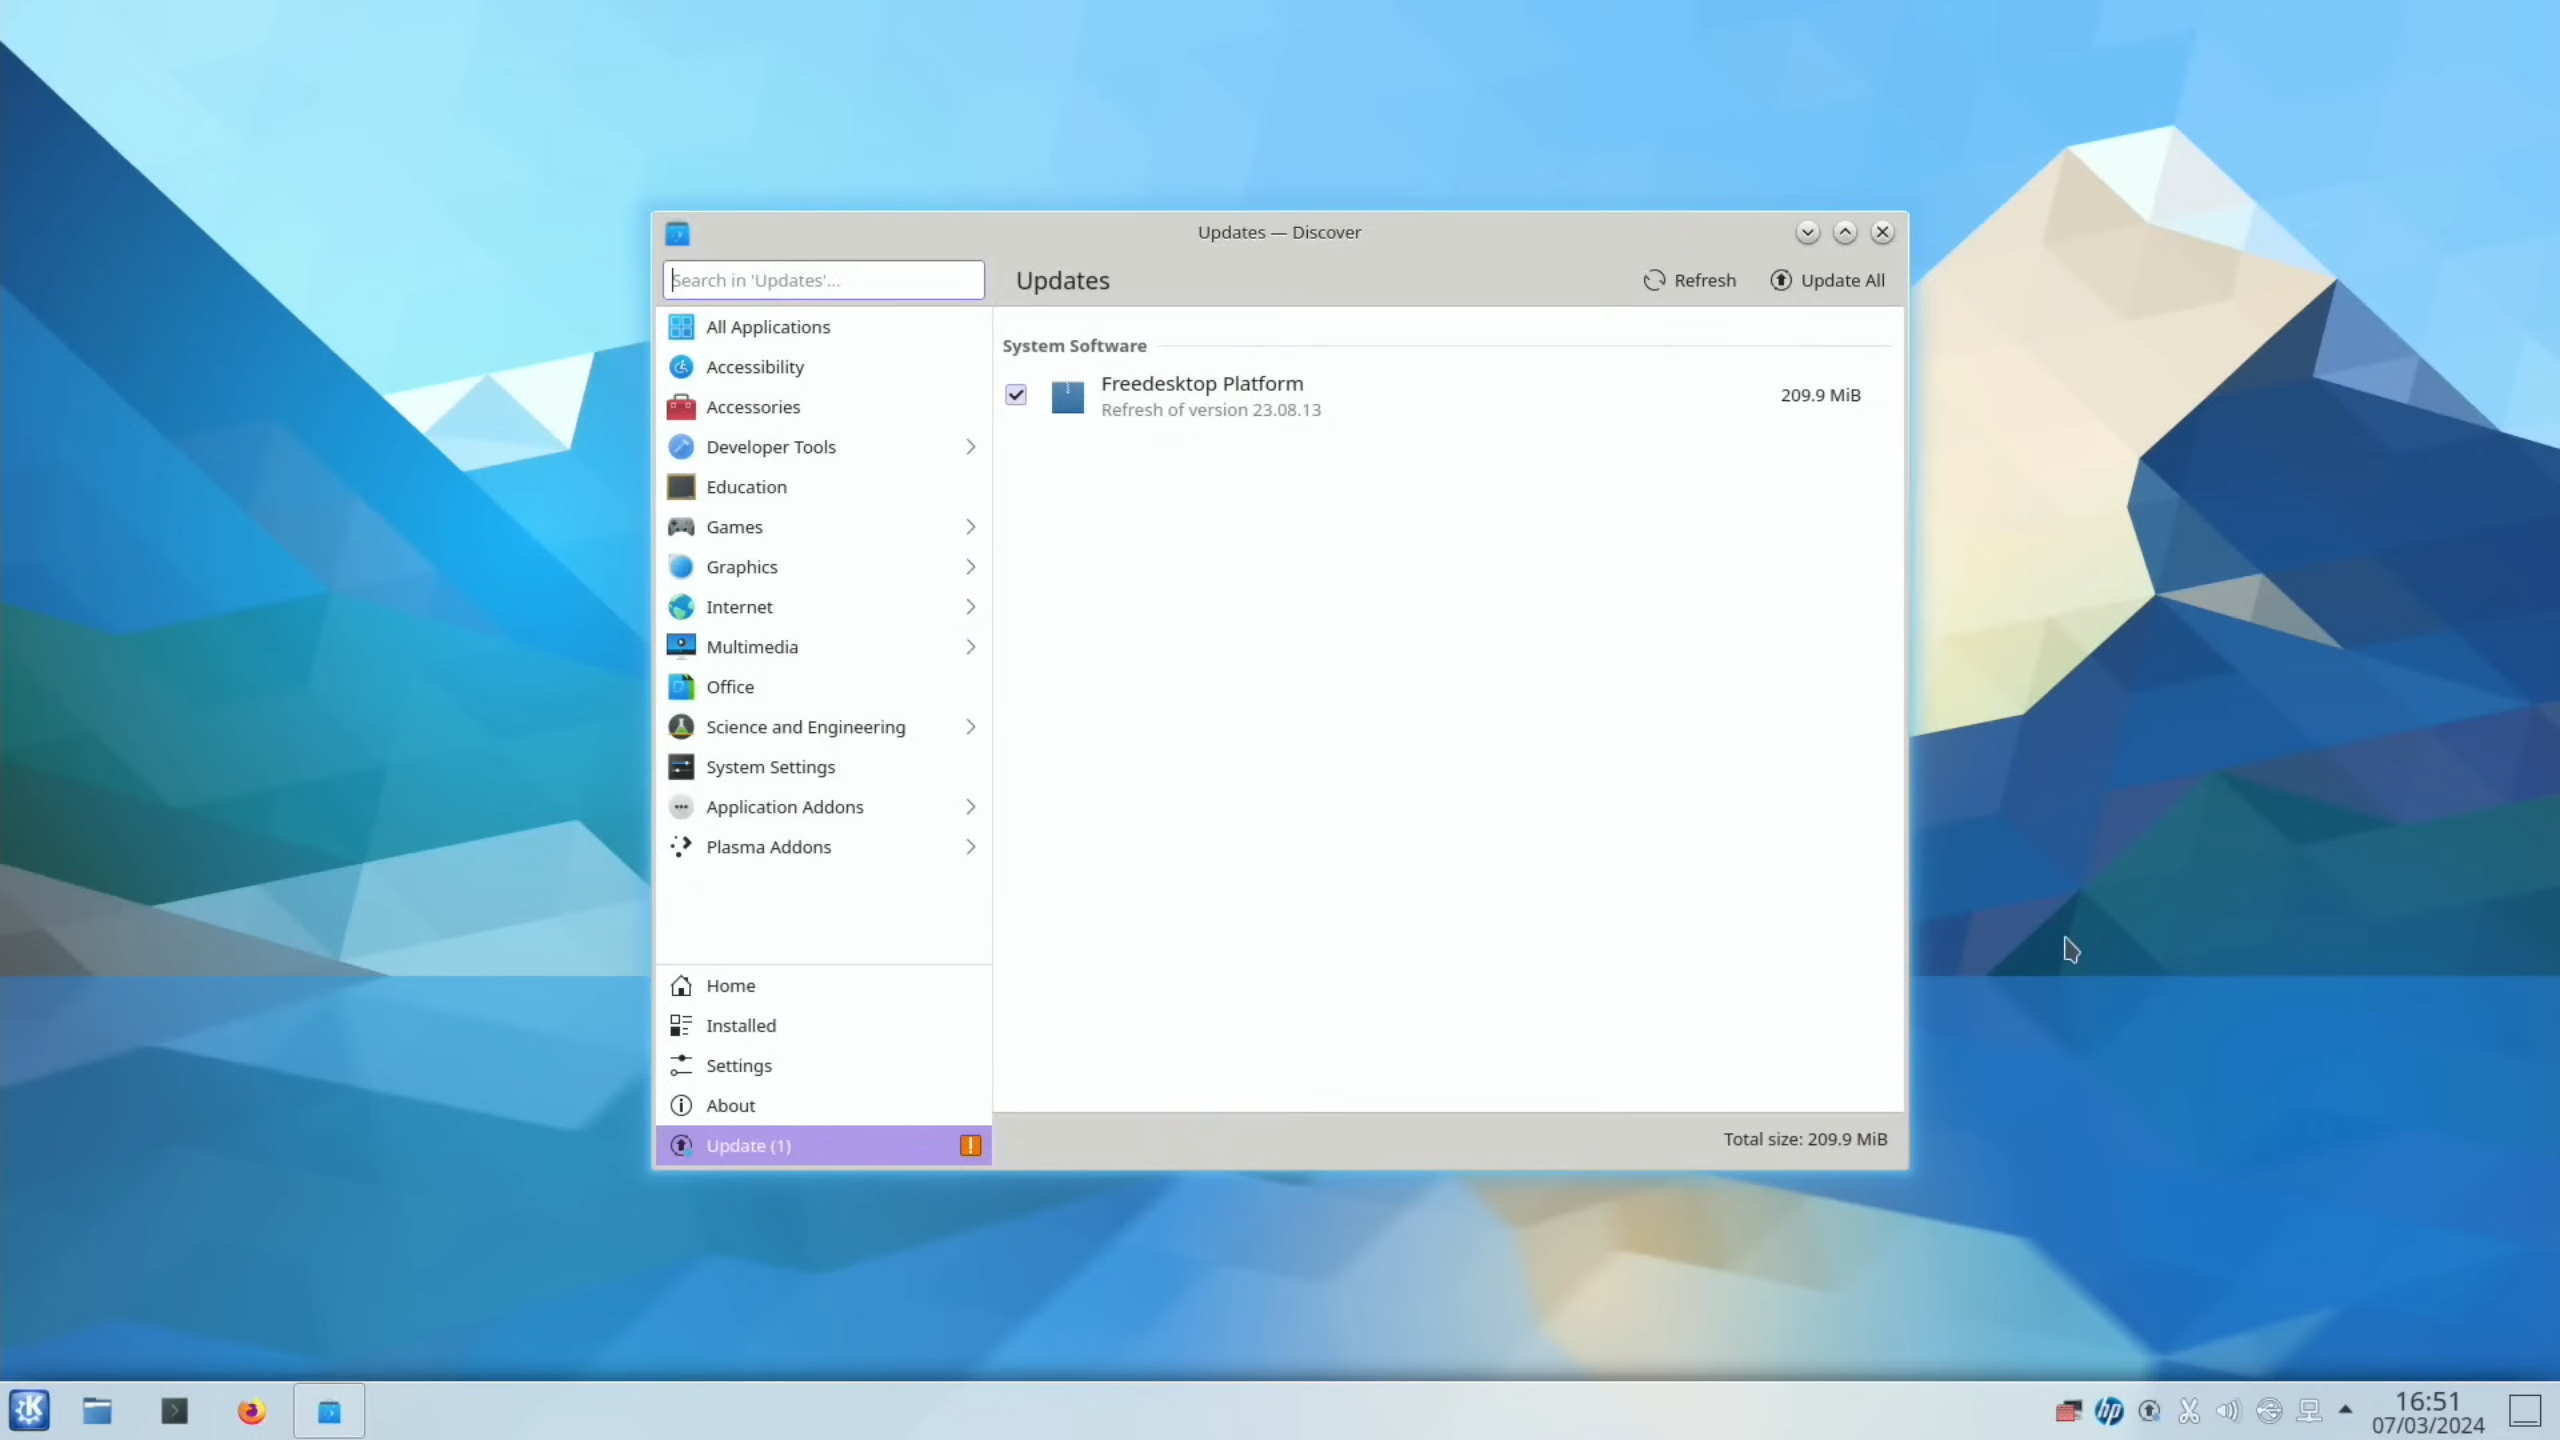 Updates — Discover
Search in 'Updates'...
Updates
Refresh
Update All
All Applications
Accessibility
Accessories
Developer Tools
Education
Games
Graphics
Internet
Multimedia
Office
Science and Engineering
System Settings
Application Addons
Plasma Addons
Home
Installed
Settings
About
Update (1)
System Software
Freedesktop Platform
Refresh of version 23.08.13
209.9 MiB
Total size: 209.9 MiB
hp
16:51
07/03/2024